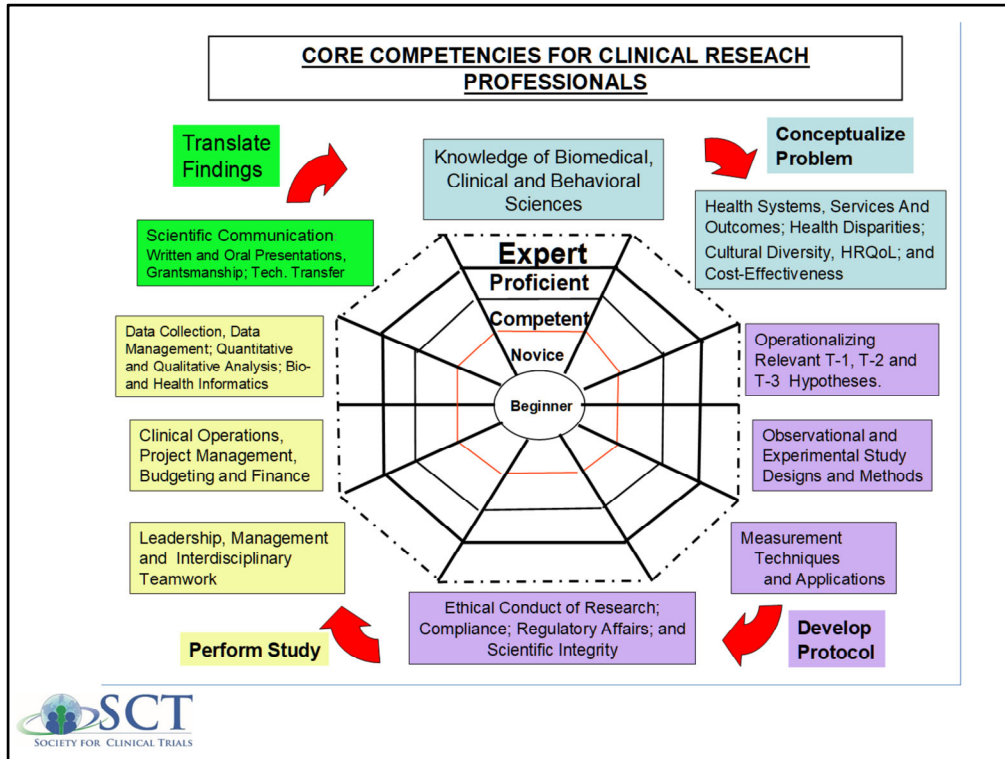 CORE COMPETENCIES FOR CLINICAL RESEACH
PROFESSIONALS
Translate
Findings
Knowledge of Biomedical,
Clinical and Behavioral
Sciences
Conceptualize
Problem
Scientific Communication
Written and Oral Presentations,
Grantsmanship; Tech. Transfer
Health Systems, Services And
Outcomes; Health Disparities;
Cultural Diversity, HRQoL; and
Cost-Effectiveness
Expert
Proficient
Competent
Novice
Beginner
Data Collection, Data
Management; Quantitative
and Qualitative Analysis; Bio-
and Health Informatics
Operationalizing
Relevant T-1, T-2 and
T-3 Hypotheses.
Clinical Operations,
Project Management,
Budgeting and Finance
Observational and
Experimental Study
Designs and Methods
Leadership, Management
and Interdisciplinary
Teamwork
Measurement
Techniques
and Applications
Ethical Conduct of Research;
Compliance; Regulatory Affairs; and
Scientific Integrity
Perform Study
Develop
Protocol
SCT
SOCIETY FOR CLINICAL TRIALS